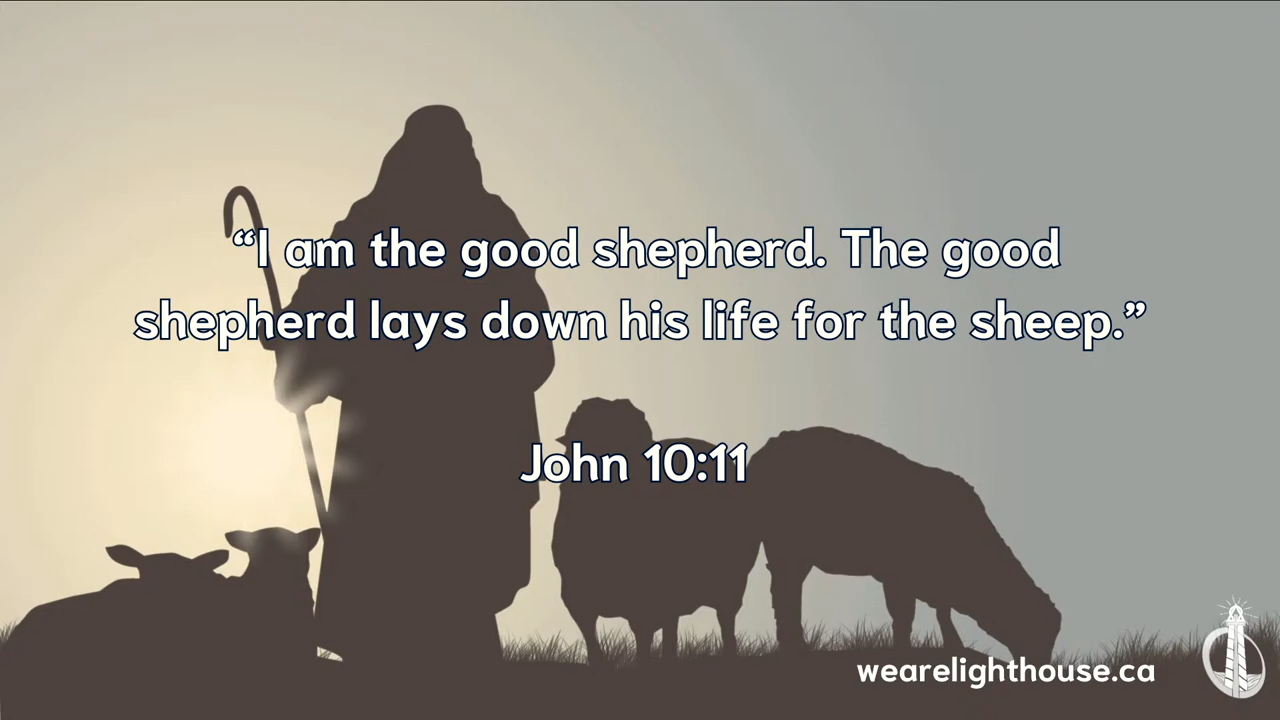 “I am the good shepherd. The good
shepherd lays down his life for the sheep.”
John 10:11
wearelighthouse.ca